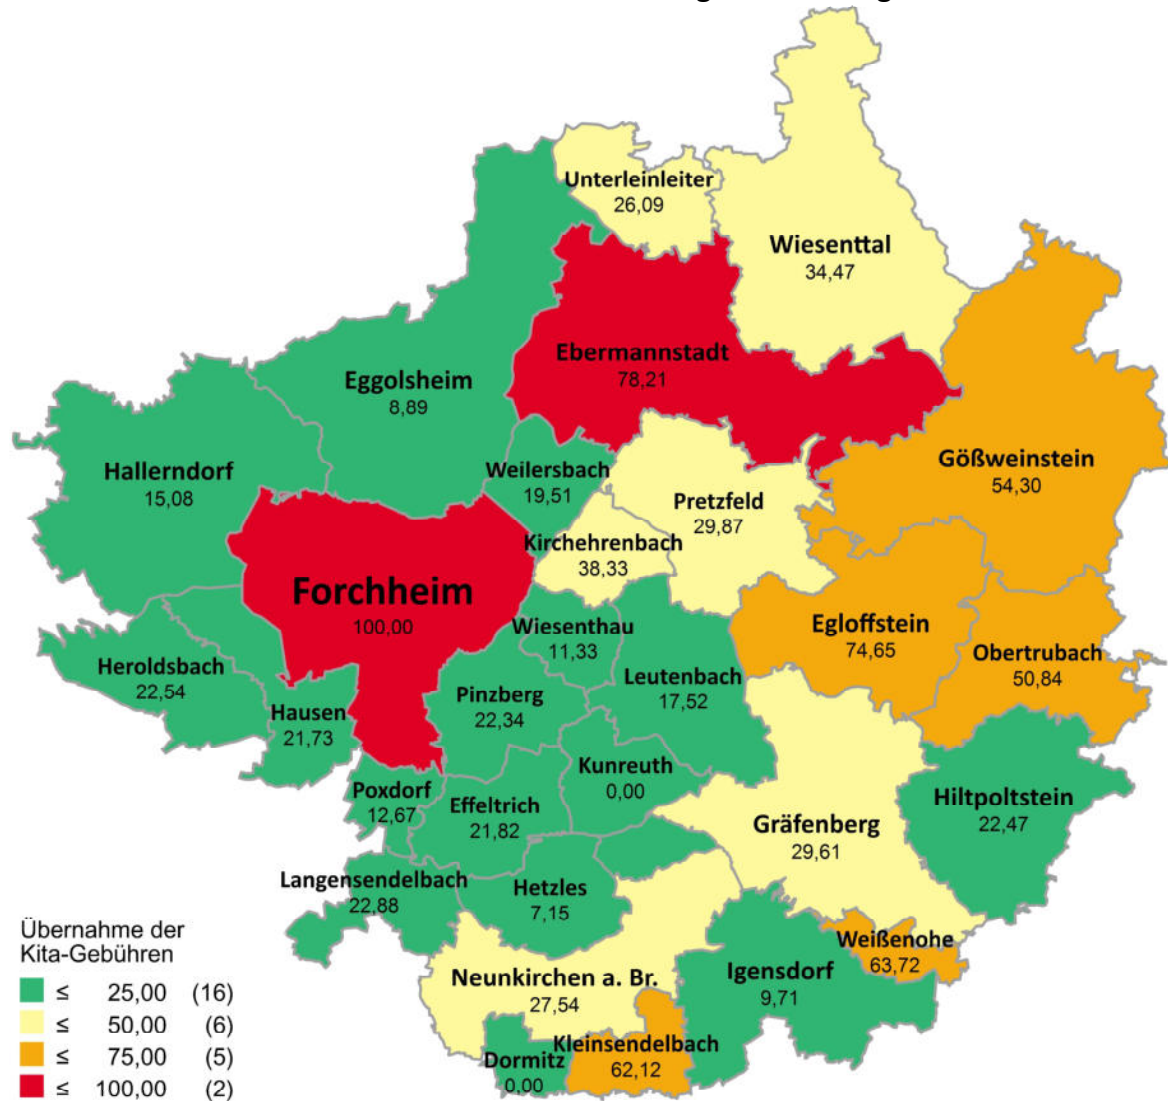 Unterleinleiter
26,09
Wiesenttal
34,47
Ebermannstadt
78,21
Eggolsheim
8,89
Hallerndorf
15,08
Weilersbach
19,51
Gößweinstein
54,30
Pretzfeld
29,87
Kirchehrenbach
38,33
Forchheim
100,00
Wiesenthau
11,33
Egloffstein
74,65
Obertrubach
50,84
Heroldsbach
22,54
Leutenbach
17,52
Pinzberg
22,34
Hausen
21,73
Kunreuth
0,00
Poxdorf
12,67
Effeltrich
21,82
Hiltpoltstein
22,47
Gräfenberg
29,61
Langensendelbach
22,88
Hetzles
7,15
Weißenohe
63,72
Neunkirchen a. Br.
27,54
Igensdorf
9,71
Kleinsendelbach
62,12
Dormitz
0,00
Übernahme der
Kita-Gebühren
≤ 25,00 (16)
≤ 50,00 (6)
≤ 75,00 (5)
≤ 100,00 (2)